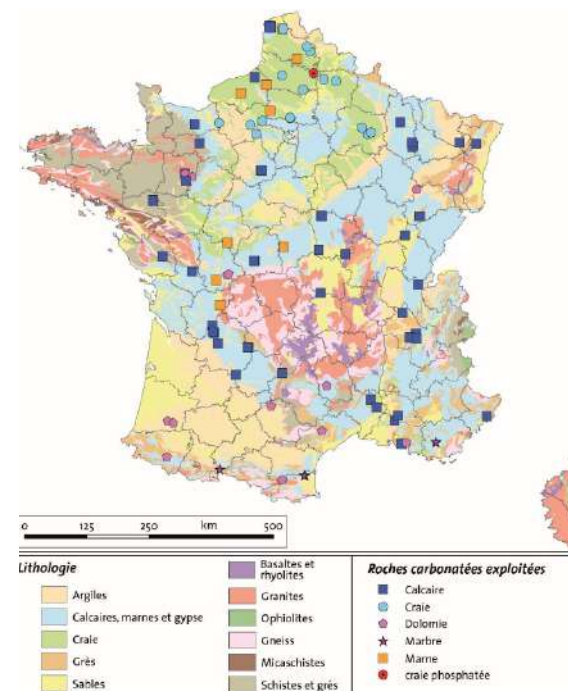 125
250
km
500
Lithologie
Argiles
Calcaires, marnes et gypse
Craie
Grès
Sables
Basaltes et
rhyolites
Granites
Ophiolites
Gneiss
Micaschistes
Schistes et grès
Roches carbonatées exploitées
Calcaire
Craie
Dolomie
Marbre
Marne
craie phosphatée